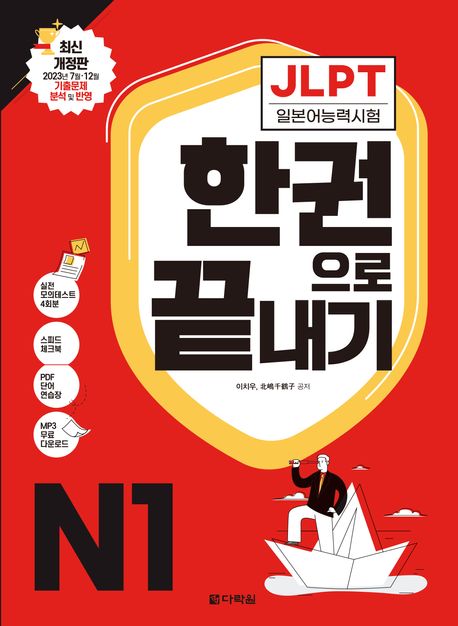 최신
개정판
2023년 7월·12월
기출문제
분석 및 반영
JLPT
일본어능력시험
한권
으로
끝내기
이치우, 北嶋千鶴子 공저
실전
모의테스트
4회분
스피드
체크북
PDF
단어
연습장
MP3
무료
다운로드
N1
다락원